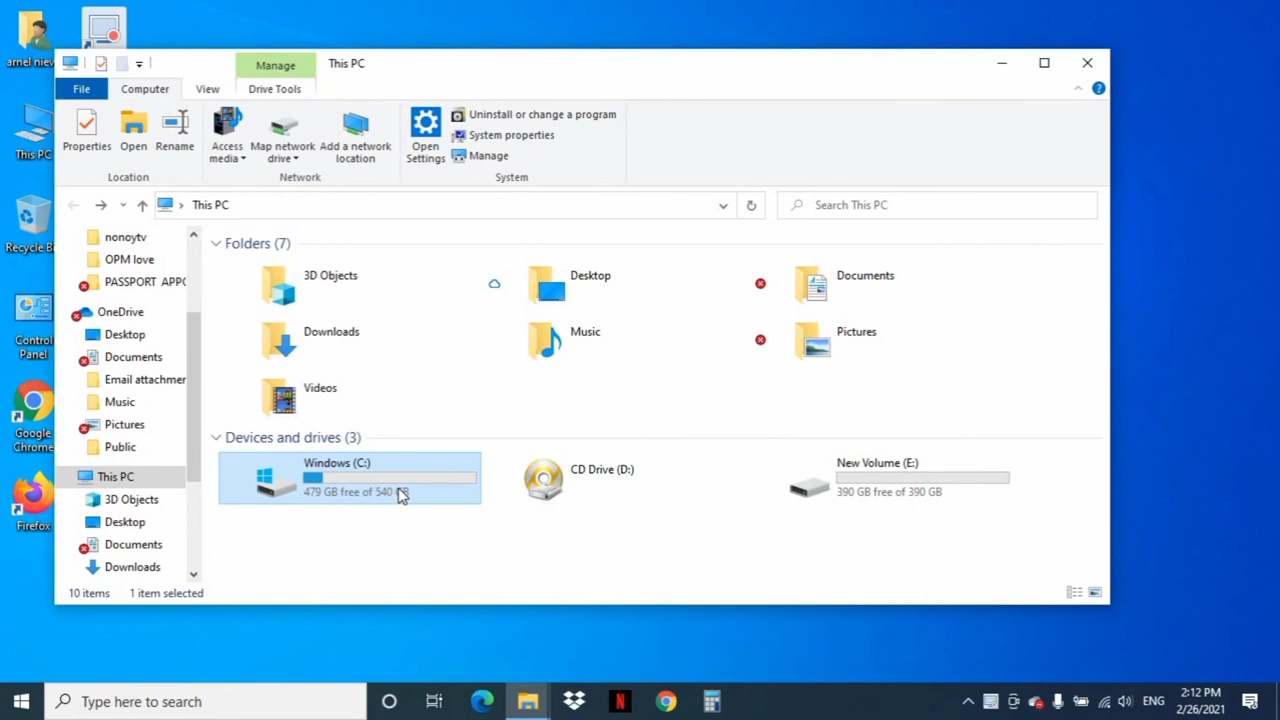 arnel niev
Manage
This PC
File
Computer
View
Drive Tools
Properties
Open
Rename
Access media
Map network drive
Add a network location
Open Settings
Uninstall or change a program
System properties
Manage
Location
Network
System
This PC
Search This PC
This PC
Recycle Bi
Control Panel
Google Chrome
Firefox
nonoytv
OPM love
PASSPORT APPO
OneDrive
Desktop
Documents
Email attachmer
Music
Pictures
Public
This PC
3D Objects
Desktop
Documents
Downloads
Folders (7)
3D Objects
Desktop
Documents
Downloads
Music
Pictures
Videos
Devices and drives (3)
Windows (C:)
479 GB free of 540 GB
CD Drive (D:)
New Volume (E:)
390 GB free of 390 GB
10 items
1 item selected
Type here to search
ENG
2:12 PM
2/26/2021